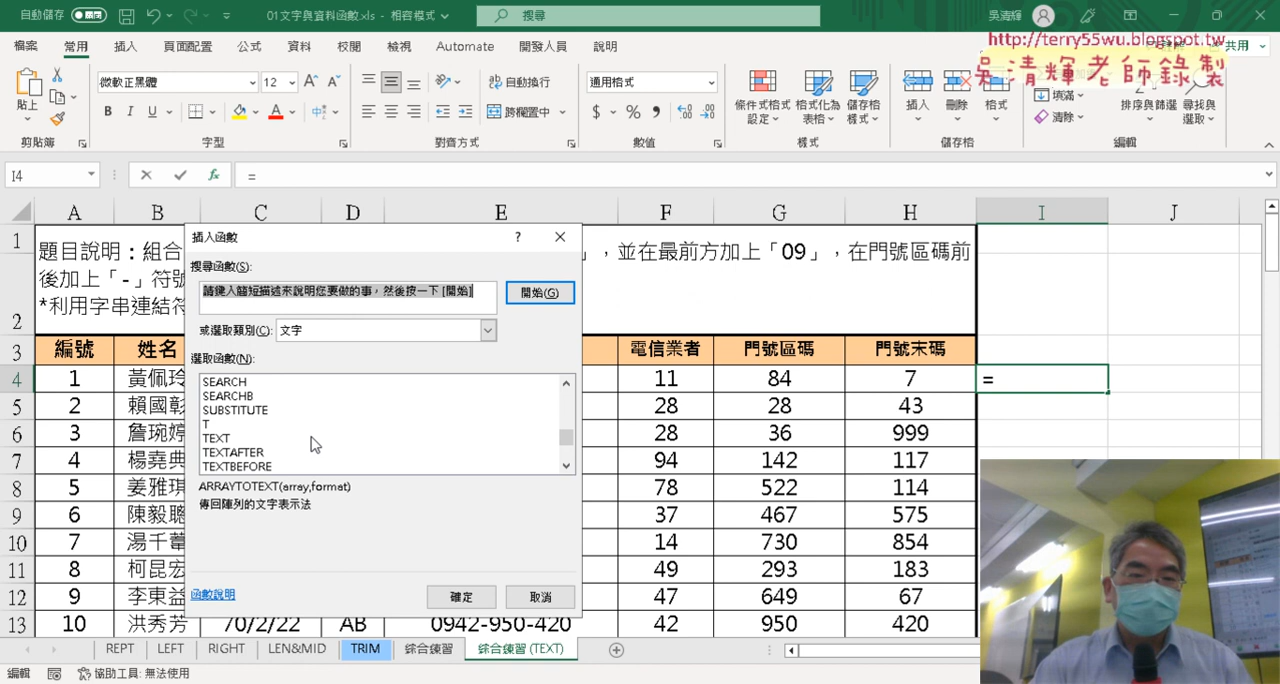 自動儲存
01文字與資料函數.xls - 相容模式
搜尋
吳清輝
檔案 常用 插入 頁面配置 公式 資料 校閱 檢視 Automate 開發人員 說明
http://terry55wu.blogspot.tw
共用
吳清輝老師錄製
貼上
微軟正黑體 12
B I U
自動換行
跨欄置中
通用格式
$ %
條件式格式設定
格式化為表格
儲存格樣式
插入 刪除 格式
填滿
清除
排序與篩選
尋找與選取
剪貼簿 字型 對齊方式 數值 樣式 儲存格 編輯
I4
fx =
A B C D E F G H I J
1 題目說明：組合
」，並在最前方加上「09」，在門號區碼前
後加上「-」符號
2 *利用字串連結符
3 編號 姓名 電信業者 門號區碼 門號末碼
4 1 黃佩玲 11 84 7 =
5 2 賴國彰 28 28 43
6 3 詹琬婷 28 36 999
7 4 楊堯典 94 142 117
8 5 姜雅琪 78 522 114
9 6 陳毅聰 37 467 575
10 7 湯千葦 14 730 854
11 8 柯昆宏 49 293 183
12 9 李東益 47 649 67
13 10 洪秀芳 70/2/22 AB 0942-950-420 42 950 420
插入函數 ?
搜尋函數(S):
請鍵入簡短描述來說明您要做的事，然後按一下 [開始]
開始(G)
或選取類別(C): 文字
選取函數(N):
SEARCH
SEARCHB
SUBSTITUTE
T
TEXT
TEXTAFTER
TEXTBEFORE
ARRAYTOTEXT(array,format)
傳回陣列的文字表示法
函數說明
確定 取消
REPT LEFT RIGHT LEN&MID TRIM 綜合練習 綜合練習 (TEXT)
編輯
協助工具: 無法使用